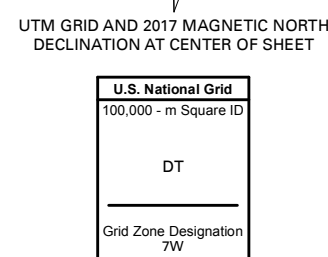 UTM GRID AND 2017 MAGNETIC NORTH
DECLINATION AT CENTER OF SHEET
U.S. National Grid
100,000 - m Square ID
DT
Grid Zone Designation
7W